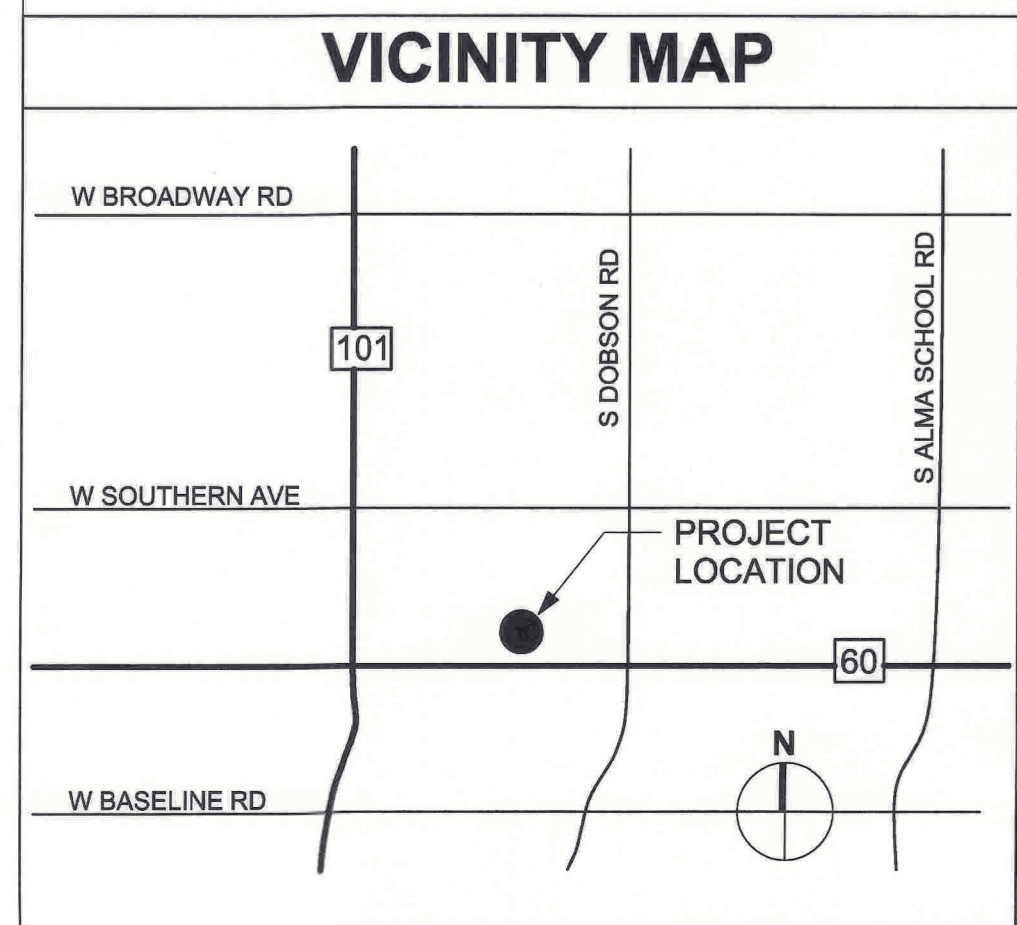 VICINITY MAP
W BROADWAY RD
101
S DOBSON RD
S ALMA SCHOOL RD
W SOUTHERN AVE
PROJECT
LOCATION
60
N
W BASELINE RD